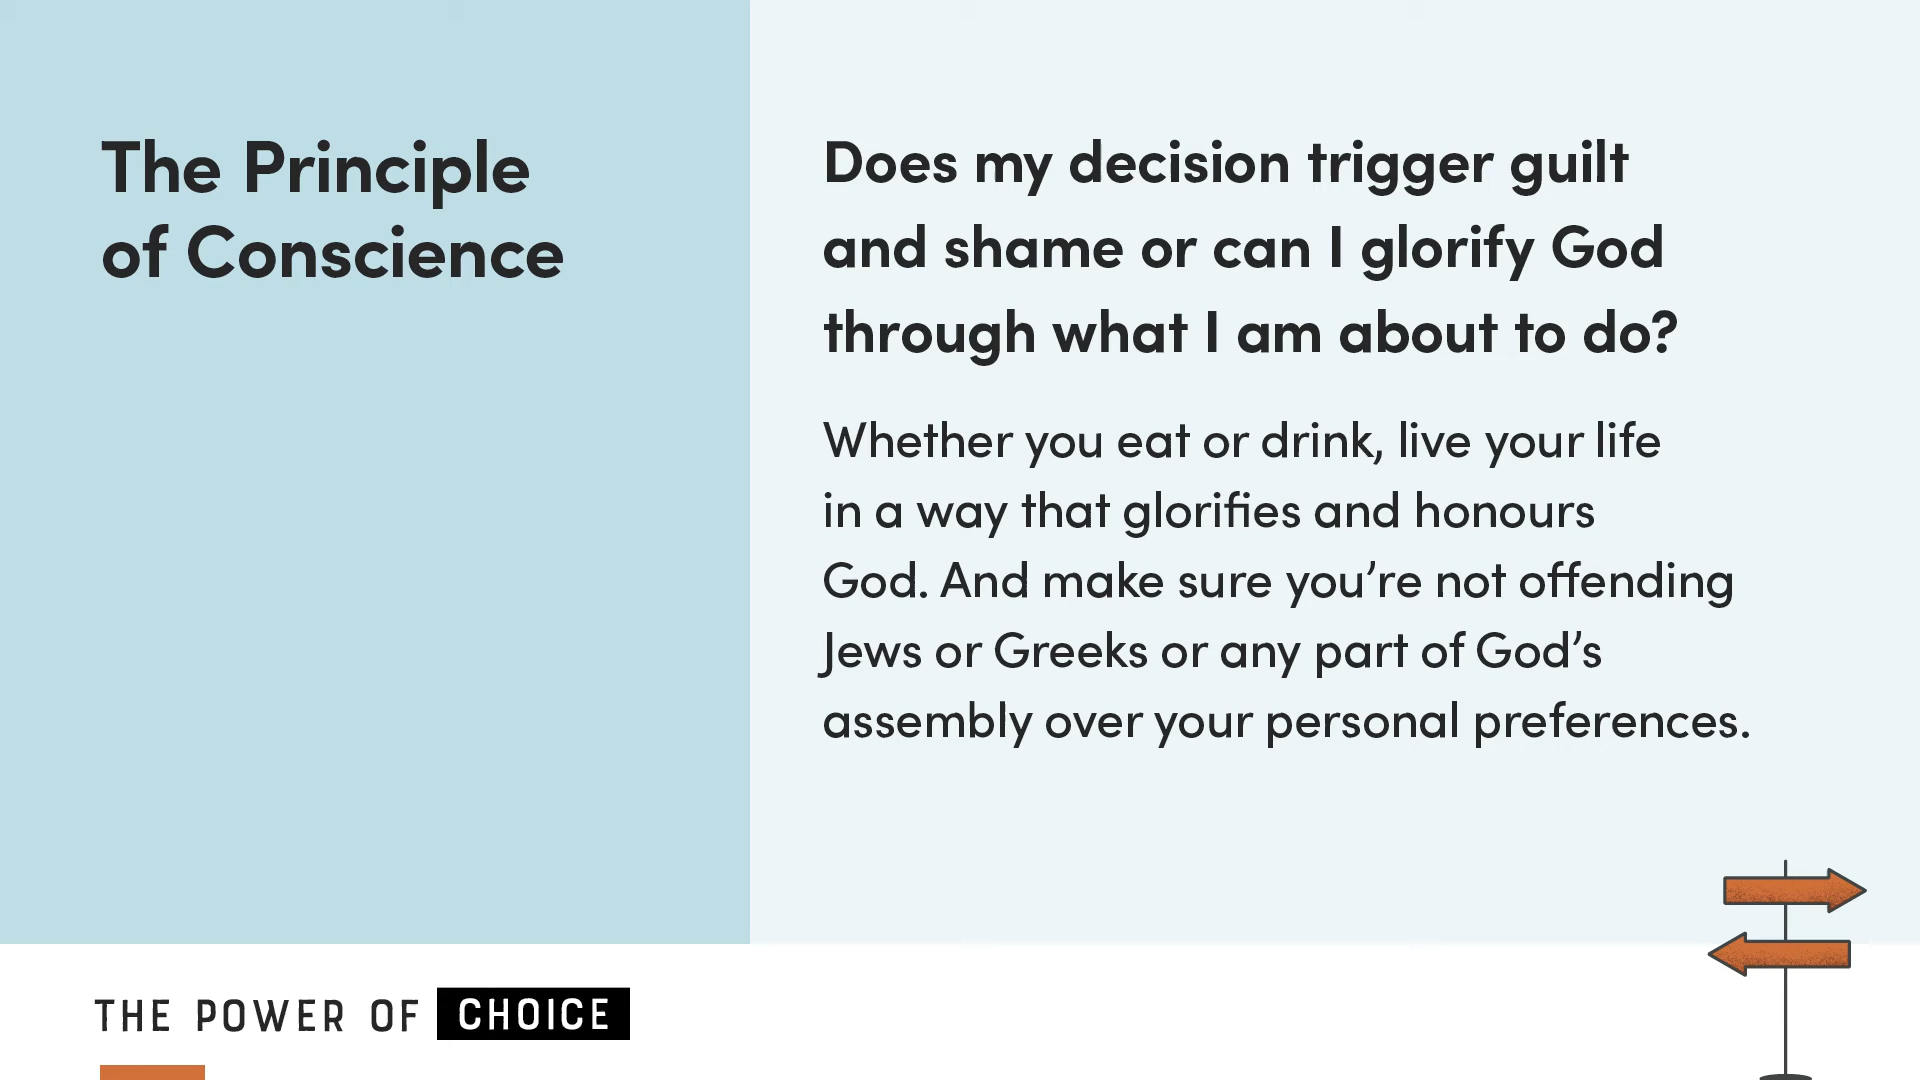 The Principle
of Conscience
Does my decision trigger guilt
and shame or can I glorify God
through what I am about to do?
Whether you eat or drink, live your life
in a way that glorifies and honours
God. And make sure you’re not offending
Jews or Greeks or any part of God’s
assembly over your personal preferences.
THE POWER OF CHOICE